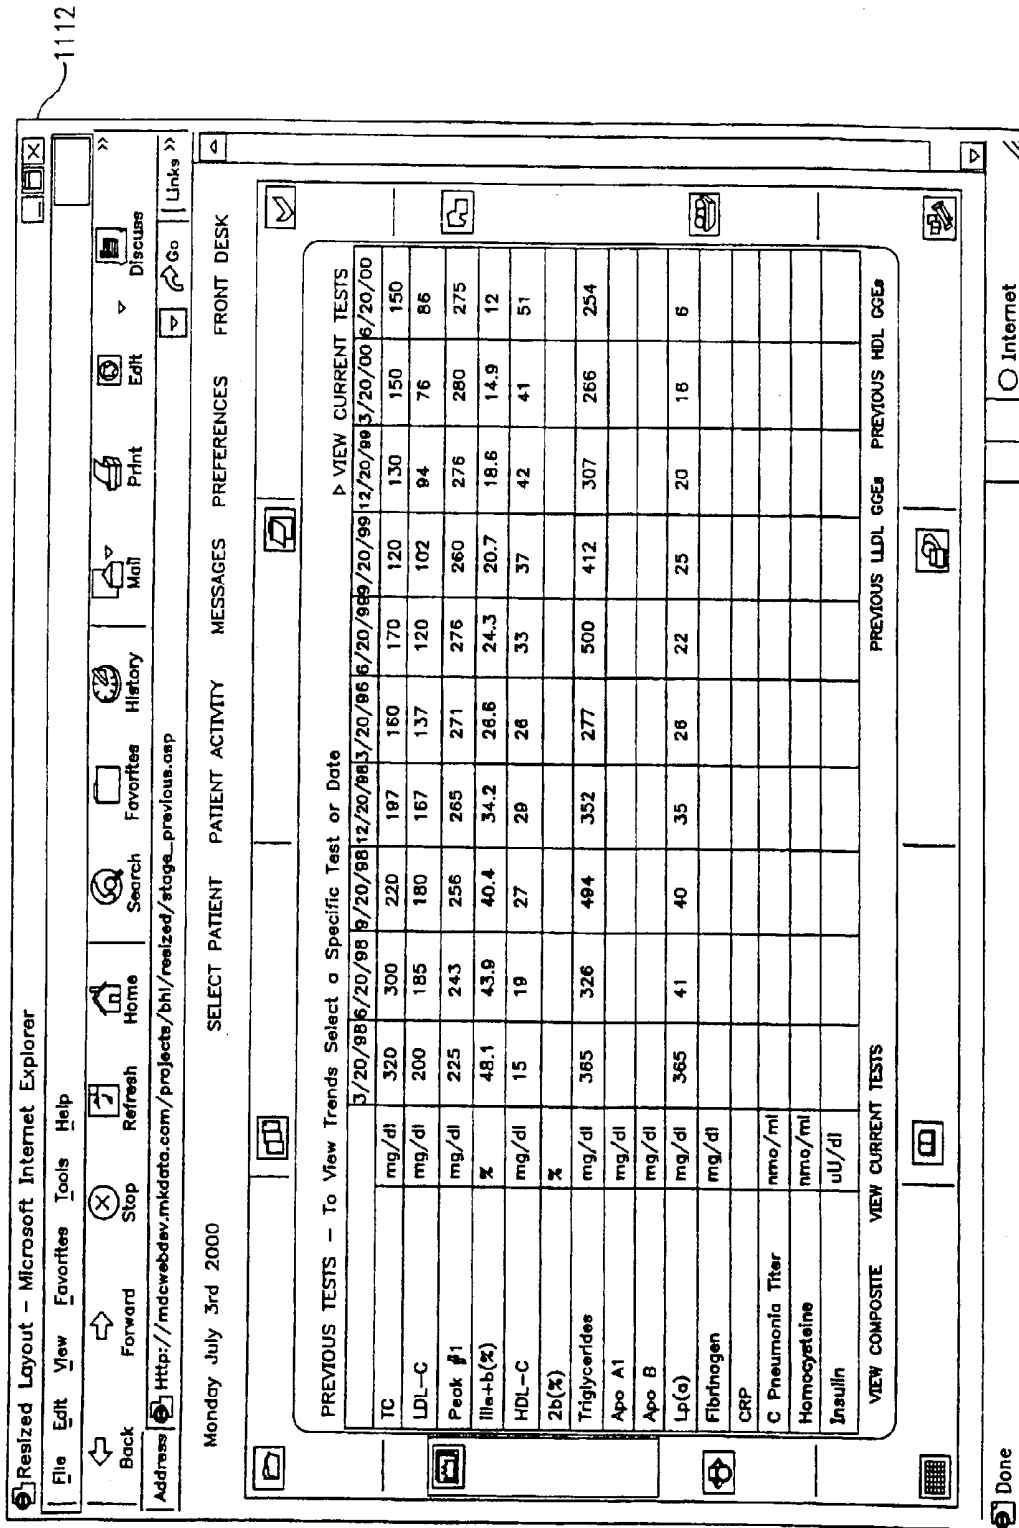 1112
Resized Layout – Microsoft Internet Explorer
File Edit View Favorites Tools Help
Back Forward Stop Refresh Home Search Favorites History Mail Print Edit Discuss »
Address Http://mdcwebdev.mkdata.com/projects/bhl/resized/stage_previous.asp Go Links »
Monday July 3rd 2000 SELECT PATIENT PATIENT ACTIVITY MESSAGES PREFERENCES FRONT DESK
PREVIOUS TESTS – To View Trends Select a Specific Test or Date
VIEW CURRENT TESTS
3/20/98 6/20/98 9/20/98 12/20/98 3/20/96 6/20/99 9/20/99 12/20/99 3/20/00 6/20/00
TC mg/dl 320 300 220 197 160 170 120 130 150 150
LDL–C mg/dl 200 185 180 167 137 120 102 94 76 86
Peak #1 mg/dl 225 243 256 265 271 276 260 276 280 275
IIIa+b(%) % 48.1 43.9 40.4 34.2 26.6 24.3 20.7 18.6 14.9 12
HDL–C mg/dl 15 19 27 29 26 33 37 42 41 51
2b(%) %
Triglycerides mg/dl 385 326 494 352 277 500 412 307 266 254
Apo A1 mg/dl
Apo B mg/dl
Lp(a) mg/dl 365 41 40 35 26 22 25 20 16 6
Fibrinogen mg/dl
CRP
C Pneumonia Titer nmo/ml
Homocysteine nmo/ml
Insulin uU/dl
VIEW COMPOSITE VIEW CURRENT TESTS PREVIOUS LLDL GGEs PREVIOUS HDL GGEs
Done Internet